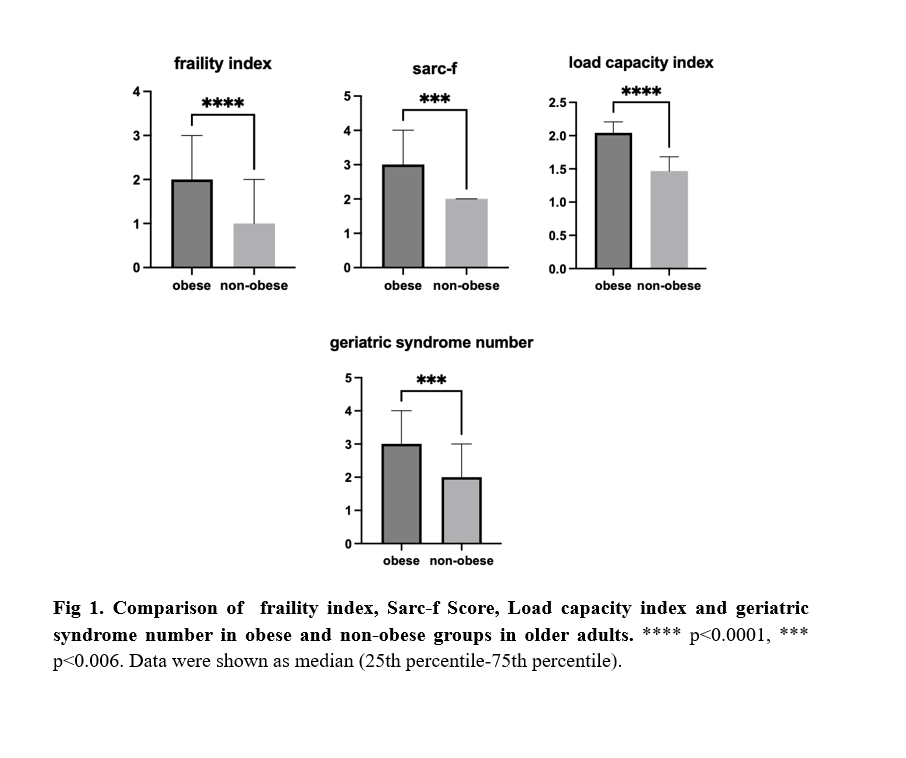 fraility index
sarc-f
load capacity index
****
***
****
4
3
2
1
0
5
4
3
2
1
0
2.5
2.0
1.5
1.0
0.5
0.0
obese non-obese
obese non-obese
obese non-obese
geriatric syndrome number
***
5
4
3
2
1
0
obese non-obese
Fig 1. Comparison of fraility index, Sarc-f Score, Load capacity index and geriatric
syndrome number in obese and non-obese groups in older adults. **** p<0.0001, ***
p<0.006. Data were shown as median (25th percentile-75th percentile).